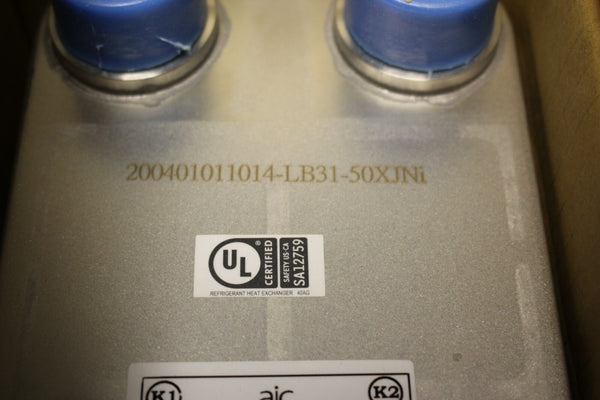 200401011014-LB31-50XJNi
UL ® CERTIFIED SAFETY US CA SA12759
REFRIGERANT HEAT EXCHANGER 40AG
K1 aic K2